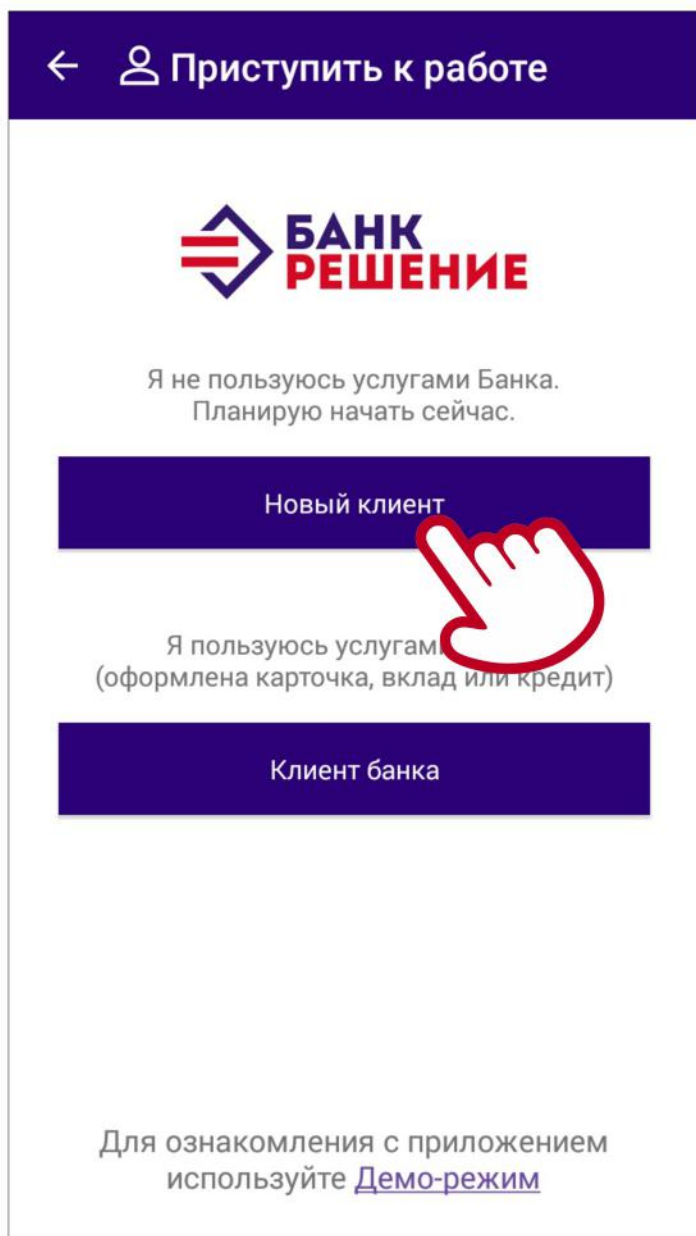 Приступить к работе
БАНК
РЕШЕНИЕ
Я не пользуюсь услугами Банка.
Планирую начать сейчас.
Новый клиент
Я пользуюсь
(оформлена карточка, вклад или кредит)
Клиент банка
Для ознакомления с приложением
используйте Демо-режим